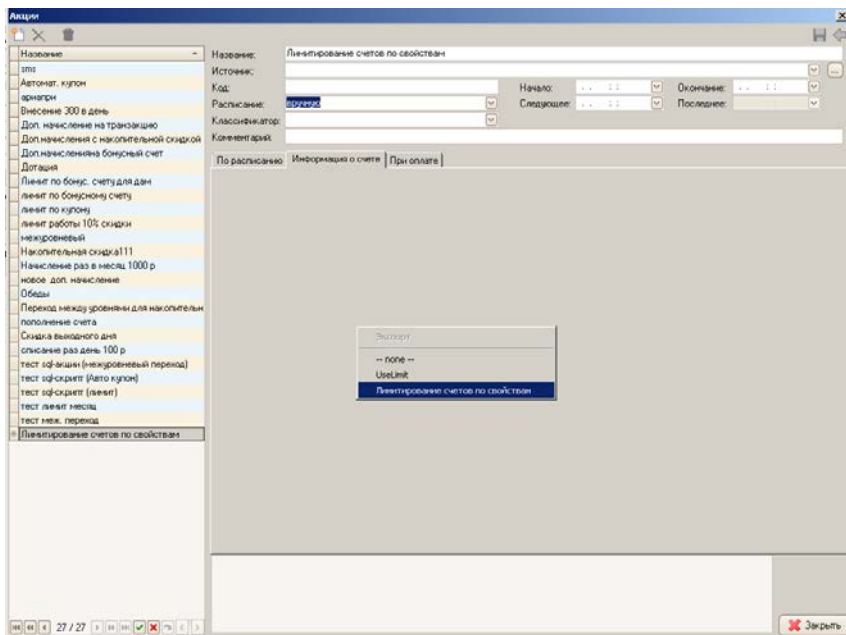 Акции
Название
sms
Автомат. купон
арнапри
Внесение 300 в день
Доп. начисление на транзакцию
Доп.начисления с накопительной скидкой
Доп.начисленияна бонусный счет
Дотация
Лимит по бонус. счету для дам
лимит по бонусному счету
лимит по купону
лимит работы 10% скидки
межуровневый
Накопительная скидка111
Начисление раз в месяц 1000 р
новое доп. начисление
Обеды
Переход между уровнями для накопительн
пополнение счета
Скидка выходного дня
списание раз день 100 р
тест sql-акции (межуровневый переход)
тест sql-скрипт (Авто купон)
тест sql-скрипт (лимит)
тест лимит месяц
тест меж. переход
Лимитирование счетов по свойствам
27 / 27
Название: Лимитирование счетов по свойствам
Источник:
Код: Начало: Окончание:
Расписание: вручную Следующее: Последнее:
Классификатор:
Комментарий:
По расписанию Информация о счете При оплате
Экспорт
-- none --
UseLimit
Лимитирование счетов по свойствам
Закрыть